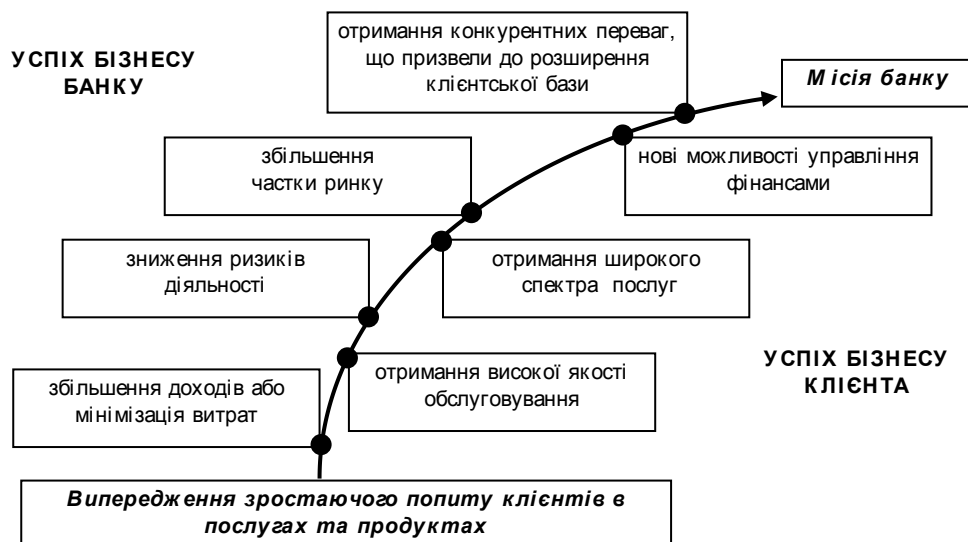 УСПІХ БІЗНЕСУ
БАНКУ
отримання конкурентних переваг,
що призвели до розширення
клієнтської бази
Місія банку
збільшення
частки ринку
нові можливості управління
фінансами
зниження ризиків
діяльності
отримання широкого
спектра послуг
УСПІХ БІЗНЕСУ
КЛІЄНТА
збільшення доходів або
мінімізація витрат
отримання високої якості
обслуговування
Випередження зростаючого попиту клієнтів в
послугах та продуктах